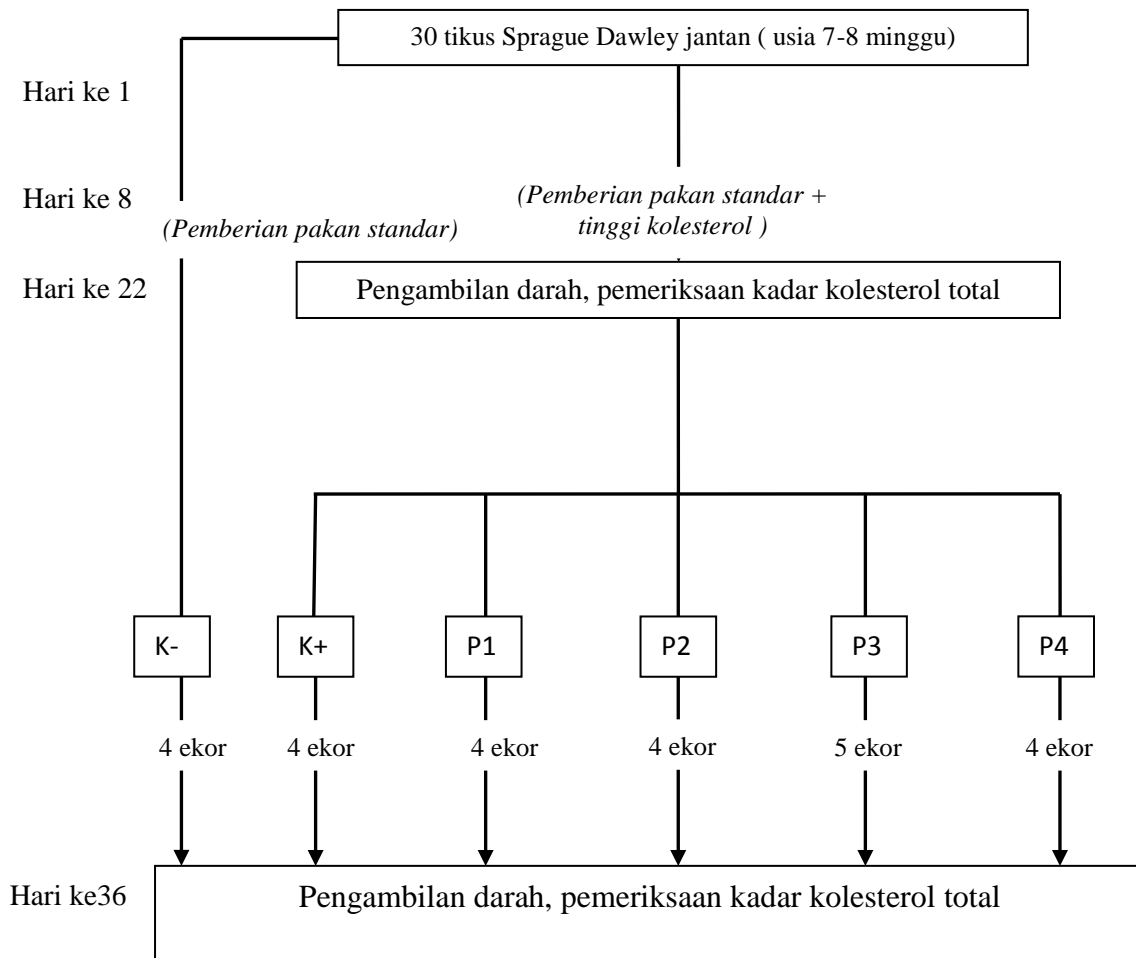 30 tikus Sprague Dawley jantan ( usia 7-8 minggu)
Hari ke 1
Hari ke 8
(Pemberian pakan standar)
(Pemberian pakan standar +
tinggi kolesterol )
Hari ke 22
Pengambilan darah, pemeriksaan kadar kolesterol total
K-
K+
P1
P2
P3
P4
4 ekor
4 ekor
4 ekor
4 ekor
5 ekor
4 ekor
Hari ke36
Pengambilan darah, pemeriksaan kadar kolesterol total